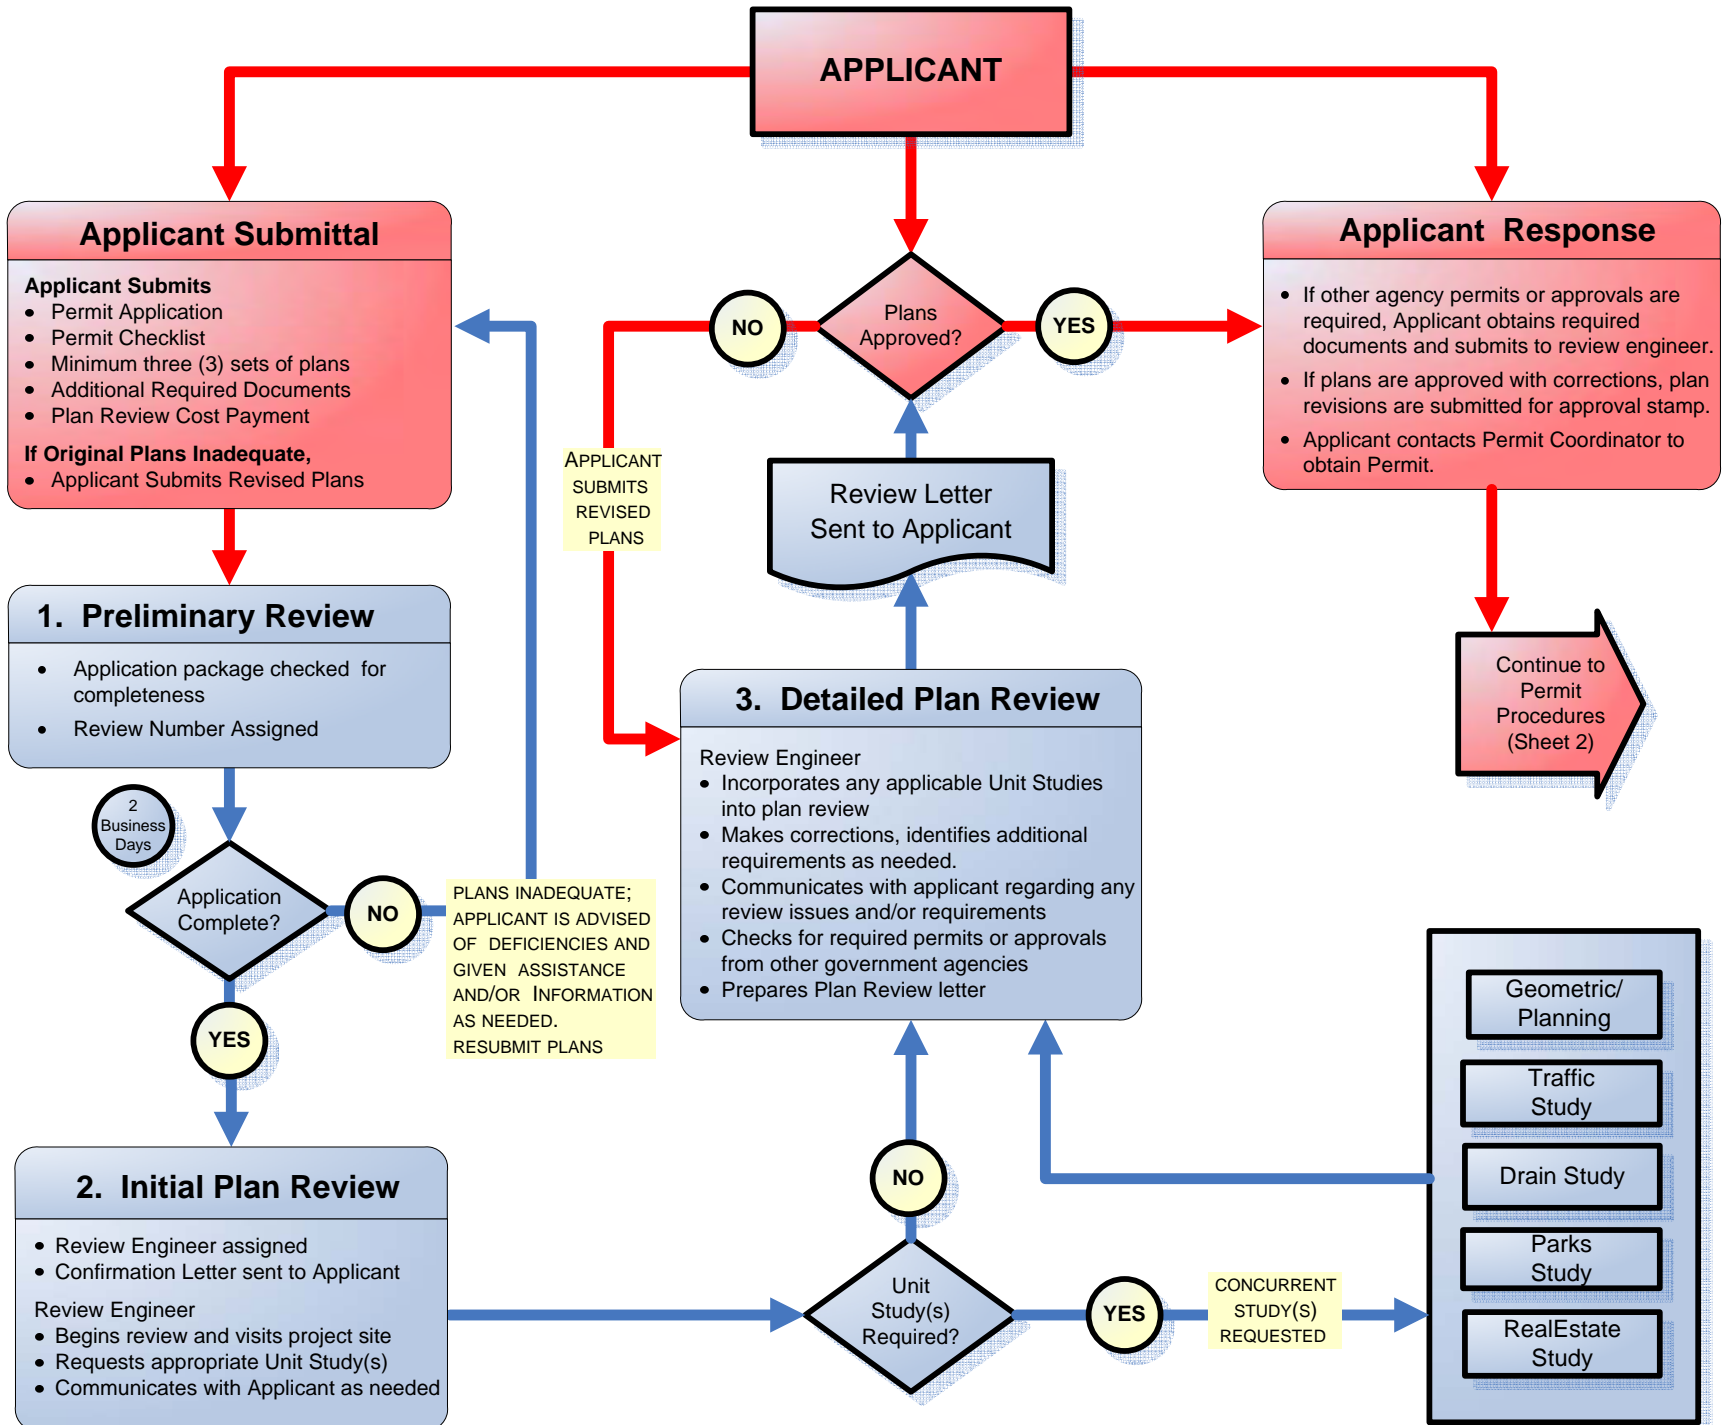 APPLICANT
Applicant Submittal
Applicant Submits
• Permit Application
• Permit Checklist
• Minimum three (3) sets of plans
• Additional Required Documents
• Plan Review Cost Payment
If Original Plans Inadequate,
• Applicant Submits Revised Plans
NO
Plans
Approved?
YES
Applicant Response
• If other agency permits or approvals are
required, Applicant obtains required
documents and submits to review engineer.
• If plans are approved with corrections, plan
revisions are submitted for approval stamp.
• Applicant contacts Permit Coordinator to
obtain Permit.
APPLICANT
SUBMITS
REVISED
PLANS
Review Letter
Sent to Applicant
1. Preliminary Review
• Application package checked for
completeness
• Review Number Assigned
Continue to
Permit
Procedures
(Sheet 2)
3. Detailed Plan Review
Review Engineer
• Incorporates any applicable Unit Studies
into plan review
• Makes corrections, identifies additional
requirements as needed.
• Communicates with applicant regarding any
review issues and/or requirements
• Checks for required permits or approvals
from other government agencies
• Prepares Plan Review letter
2
Business
Days
Application
Complete?
NO
PLANS INADEQUATE;
APPLICANT IS ADVISED
OF DEFICIENCIES AND
GIVEN ASSISTANCE
AND/OR INFORMATION
AS NEEDED.
RESUBMIT PLANS
YES
2. Initial Plan Review
• Review Engineer assigned
• Confirmation Letter sent to Applicant
Review Engineer
• Begins review and visits project site
• Requests appropriate Unit Study(s)
• Communicates with Applicant as needed
NO
Unit
Study(s)
Required?
YES
CONCURRENT
STUDY(S)
REQUESTED
Geometric/
Planning
Traffic
Study
Drain Study
Parks
Study
RealEstate
Study